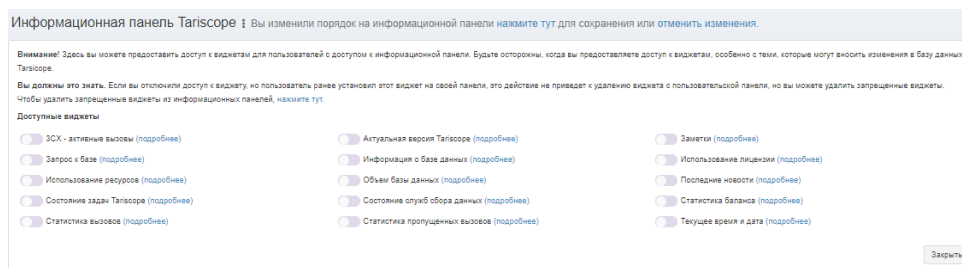 Информационная панель Tariscope ⋮ Вы изменили порядок на информационной панели нажмите тут для сохранения или отменить изменения.
Внимание! Здесь вы можете предоставить доступ к виджетам для пользователей с доступом к информационной панели. Будьте осторожны, когда вы предоставляете доступ к виджетам, особенно с теми, которые могут вносить изменения в базу данных
Tarsicope.
Вы должны это знать. Если вы отключили доступ к виджету, но пользователь ранее установил этот виджет на своей панели, это действие не приведет к удалению виджета с пользовательской панели, но вы можете удалить запрещенные виджеты.
Чтобы удалить запрещенные виджеты из информационных панелей, нажмите тут.
Доступные виджеты
3CX - активные вызовы (подробнее) Актуальная версия Tariscope (подробнее) Заметки (подробнее)
Запрос к базе (подробнее) Информация о базе данных (подробнее) Использование лицензии (подробнее)
Использование ресурсов (подробнее) Объем базы данных (подробнее) Последние новости (подробнее)
Состояние задач Tariscope (подробнее) Состояние служб сбора данных (подробнее) Статистика баланса (подробнее)
Статистика вызовов (подробнее) Статистика пропущенных вызовов (подробнее) Текущее время и дата (подробнее)
Закрыть